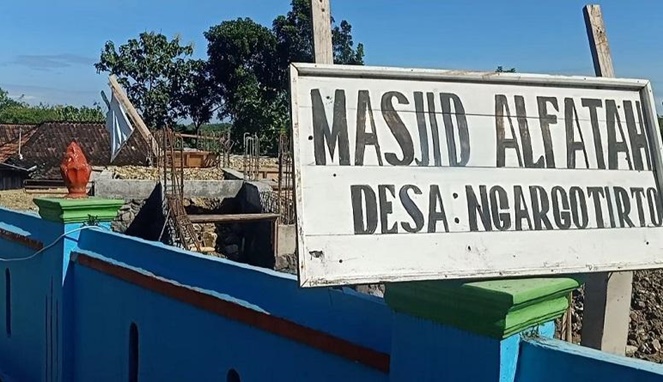 MASJID ALFATAH
DESA: NGARGOTIRTO